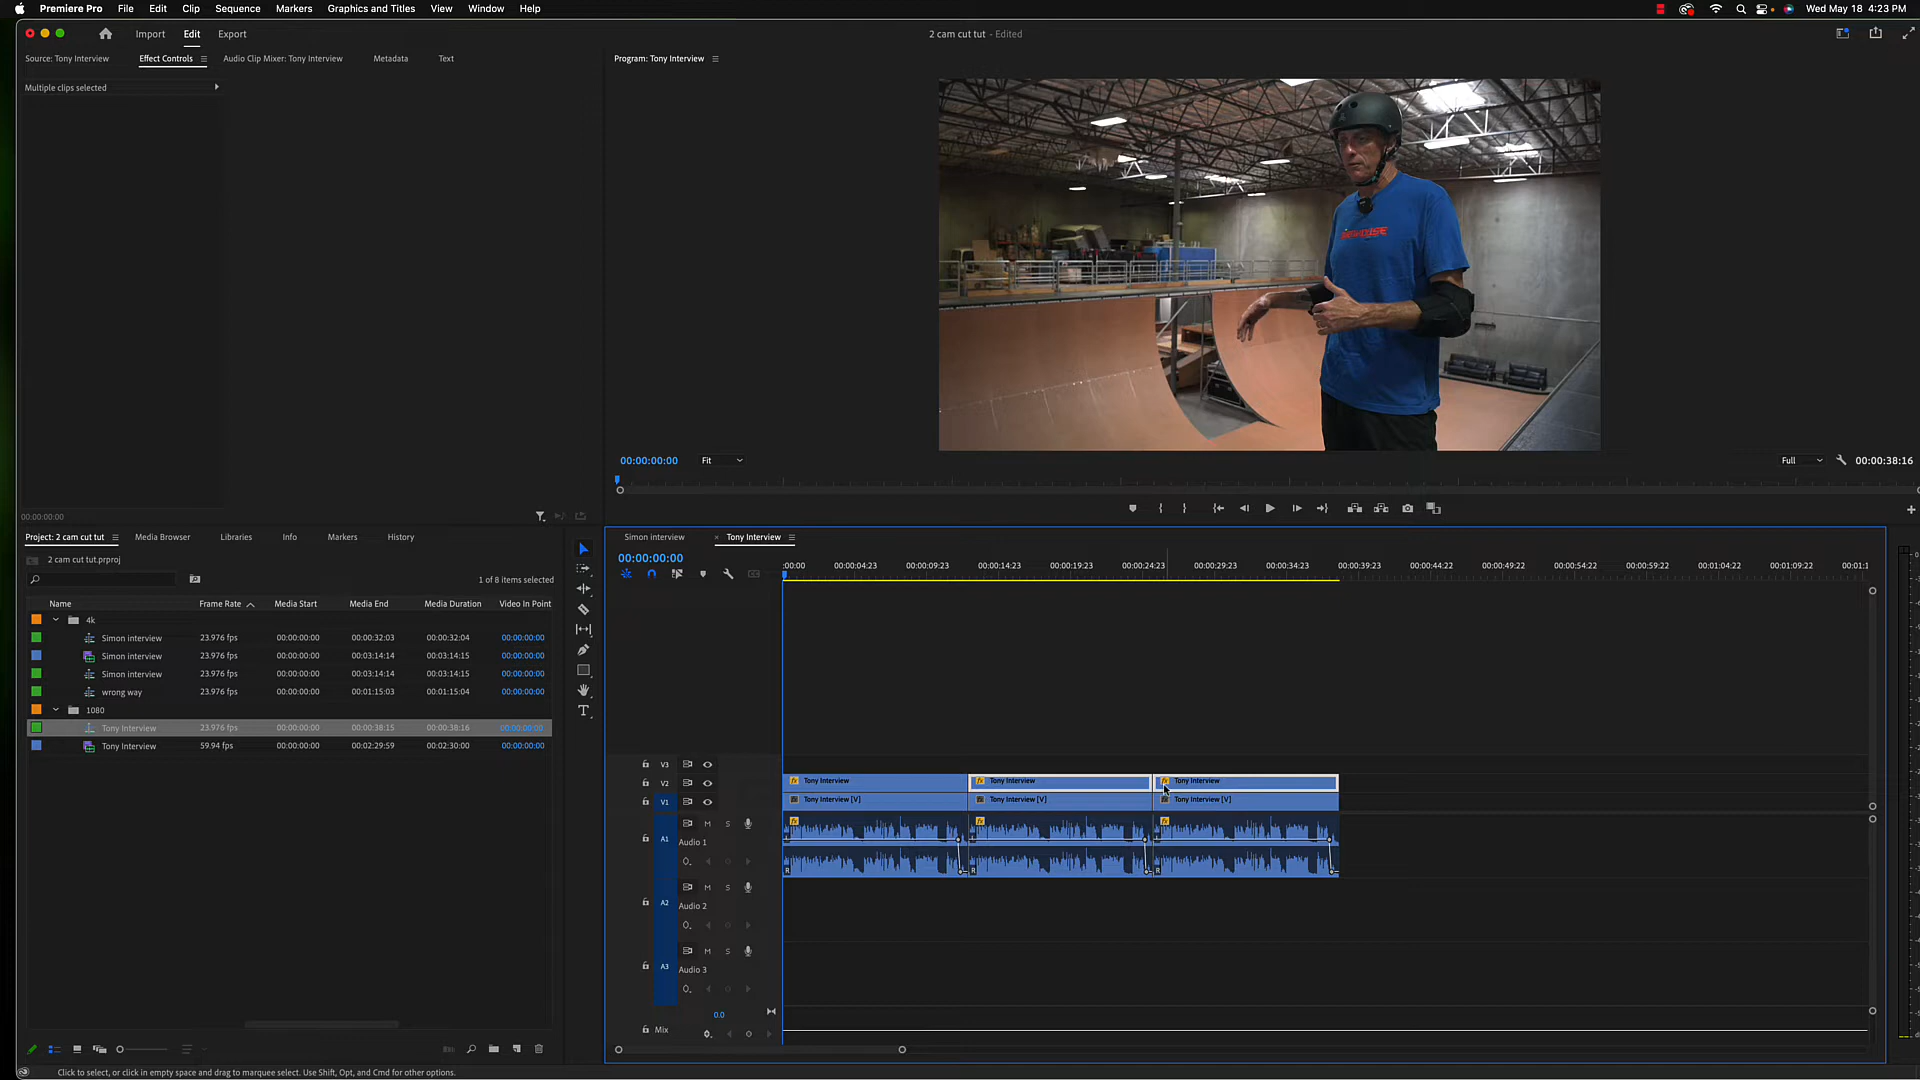 Premiere Pro File Edit Clip Sequence Markers Graphics and Titles View Window Help Wed May 18 4:23 PM
Import Edit Export 2 cam cut tut - Edited
Source: Tony Interview Effect Controls Audio Clip Mixer: Tony Interview Metadata Text
Multiple clips selected
00:00:00:00
Program: Tony Interview
00:00:00:00 Fit Full 00:00:38:16
Project: 2 cam cut tut Media Browser Libraries Info Markers History
2 cam cut tut.prproj
1 of 8 items selected
Name Frame Rate Media Start Media End Media Duration Video In Point
4k
Simon interview 23.976 fps 00:00:00:00 00:00:32:03 00:00:32:04 00:00:00:00
Simon interview 23.976 fps 00:00:00:00 00:03:14:14 00:03:14:15 00:00:00:00
Simon interview 23.976 fps 00:00:00:00 00:03:14:14 00:03:14:15 00:00:00:00
wrong way 23.976 fps 00:00:00:00 00:01:15:03 00:01:15:04 00:00:00:00
1080
Tony Interview 23.976 fps 00:00:00:00 00:00:38:15 00:00:38:16 00:00:00:00
Tony Interview 59.94 fps 00:00:00:00 00:02:29:59 00:02:30:00 00:00:00:00
Simon interview × Tony Interview
00:00:00:00
:00:00 00:00:04:23 00:00:09:23 00:00:14:23 00:00:19:23 00:00:24:23 00:00:29:23 00:00:34:23 00:00:39:23 00:00:44:22 00:00:49:22 00:00:54:22 00:00:59:22 00:01:04:22 00:01:09:22 00:01:1
V3
V2 fx Tony Interview fx Tony Interview fx Tony Interview
V1 fx Tony Interview [V] fx Tony Interview [V] fx Tony Interview [V]
M S fx fx fx
A1 Audio 1
R R R
M S
A2 Audio 2
M S
A3 Audio 3
0.0
Mix
Click to select, or click in empty space and drag to marquee select. Use Shift, Opt, and Cmd for other options.